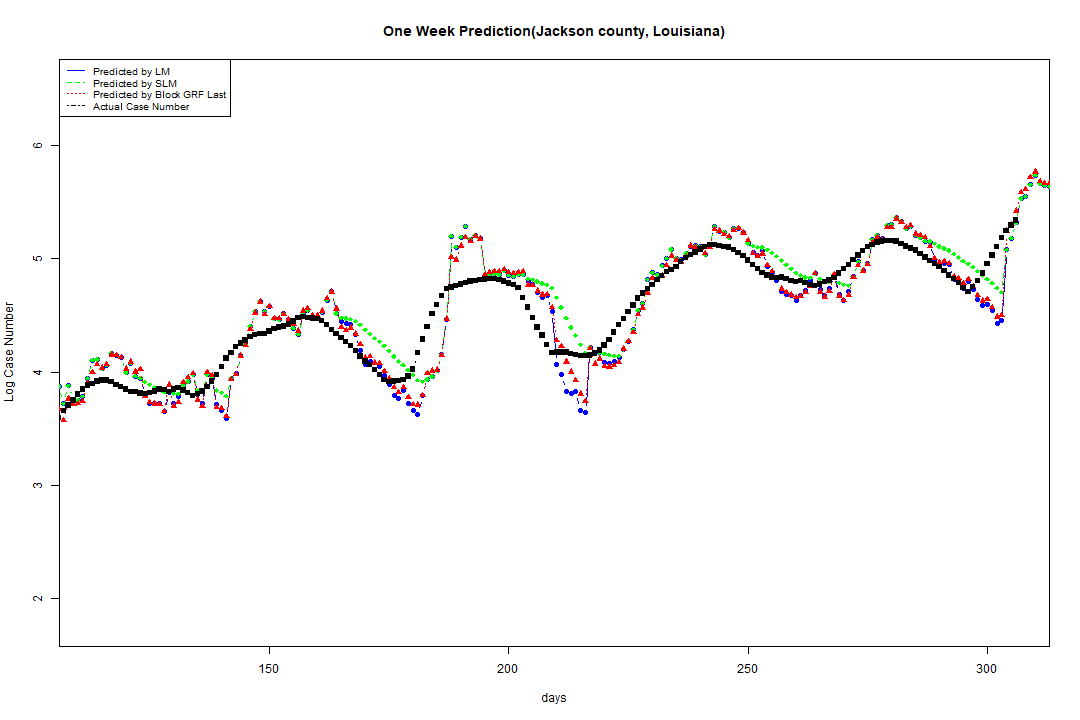 One Week Prediction(Jackson county, Louisiana)
Predicted by LM
Predicted by SLM
Predicted by Block GRF Last
Actual Case Number
6
5
4
3
2
Log Case Number
150
200
250
300
days